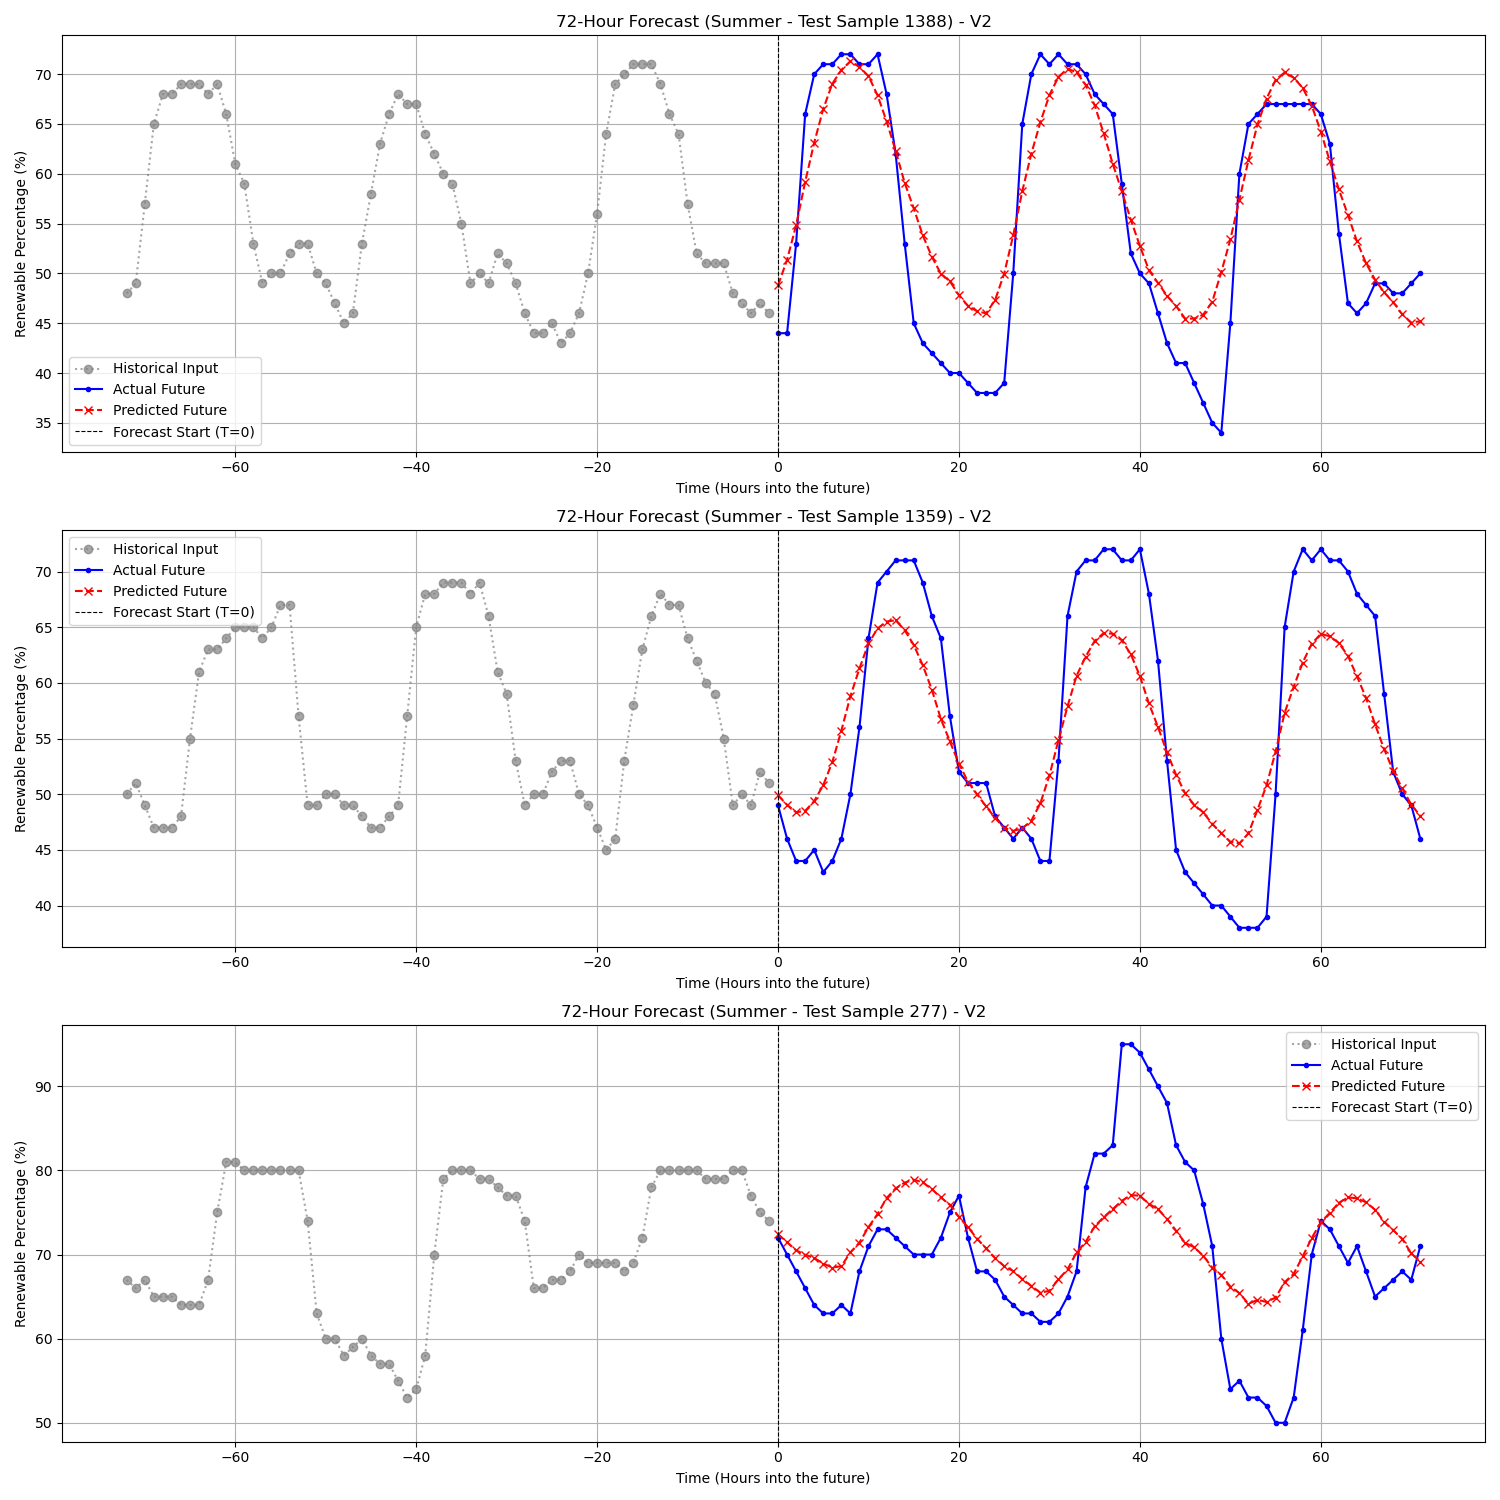 72-Hour Forecast (Summer - Test Sample 1388) - V2
Renewable Percentage (%)
70
65
60
55
50
45
40
35
Historical Input
Actual Future
Predicted Future
Forecast Start (T=0)
−60 −40 −20 0 20 40 60
Time (Hours into the future)
72-Hour Forecast (Summer - Test Sample 1359) - V2
Renewable Percentage (%)
70
65
60
55
50
45
40
Historical Input
Actual Future
Predicted Future
Forecast Start (T=0)
−60 −40 −20 0 20 40 60
Time (Hours into the future)
72-Hour Forecast (Summer - Test Sample 277) - V2
Renewable Percentage (%)
90
80
70
60
50
Historical Input
Actual Future
Predicted Future
Forecast Start (T=0)
−60 −40 −20 0 20 40 60
Time (Hours into the future)